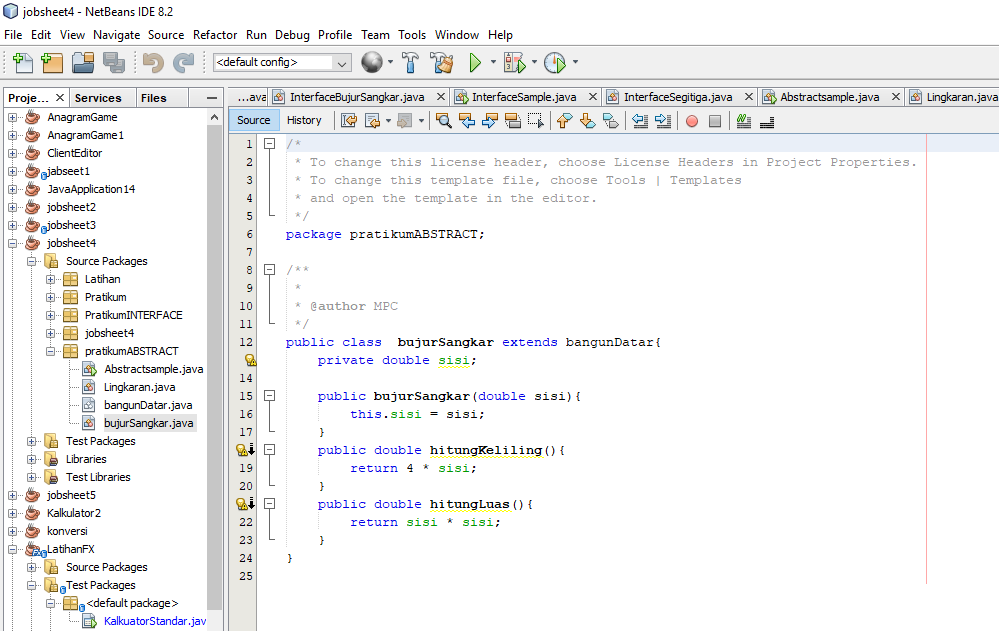 jobsheet4 - NetBeans IDE 8.2
File Edit View Navigate Source Refactor Run Debug Profile Team Tools Window Help
<default config>
Proje... Services Files
AnagramGame
AnagramGame1
ClientEditor
jabseet1
JavaApplication14
jobsheet2
jobsheet3
jobsheet4
Source Packages
Latihan
Pratikum
PratikumINTERFACE
jobsheet4
pratikumABSTRACT
Abstractsample.java
Lingkaran.java
bangunDatar.java
bujurSangkar.java
Test Packages
Libraries
Test Libraries
jobsheet5
Kalkulator2
konversi
LatihanFX
Source Packages
Test Packages
<default package>
KalkuatorStandar.jav
...ava InterfaceBujurSangkar.java InterfaceSample.java InterfaceSegitiga.java Abstractsample.java Lingkaran.java
Source History
1 /*
2 * To change this license header, choose License Headers in Project Properties.
3 * To change this template file, choose Tools | Templates
4 * and open the template in the editor.
5 */
6 package pratikumABSTRACT;
7
8 /**
9 *
10 * @author MPC
11 */
12 public class  bujurSangkar extends bangunDatar{
private double sisi;
14
15 public bujurSangkar(double sisi){
16 this.sisi = sisi;
17 }
public double hitungKeliling(){
19 return 4 * sisi;
20 }
public double hitungLuas(){
22 return sisi * sisi;
23 }
24 }
25